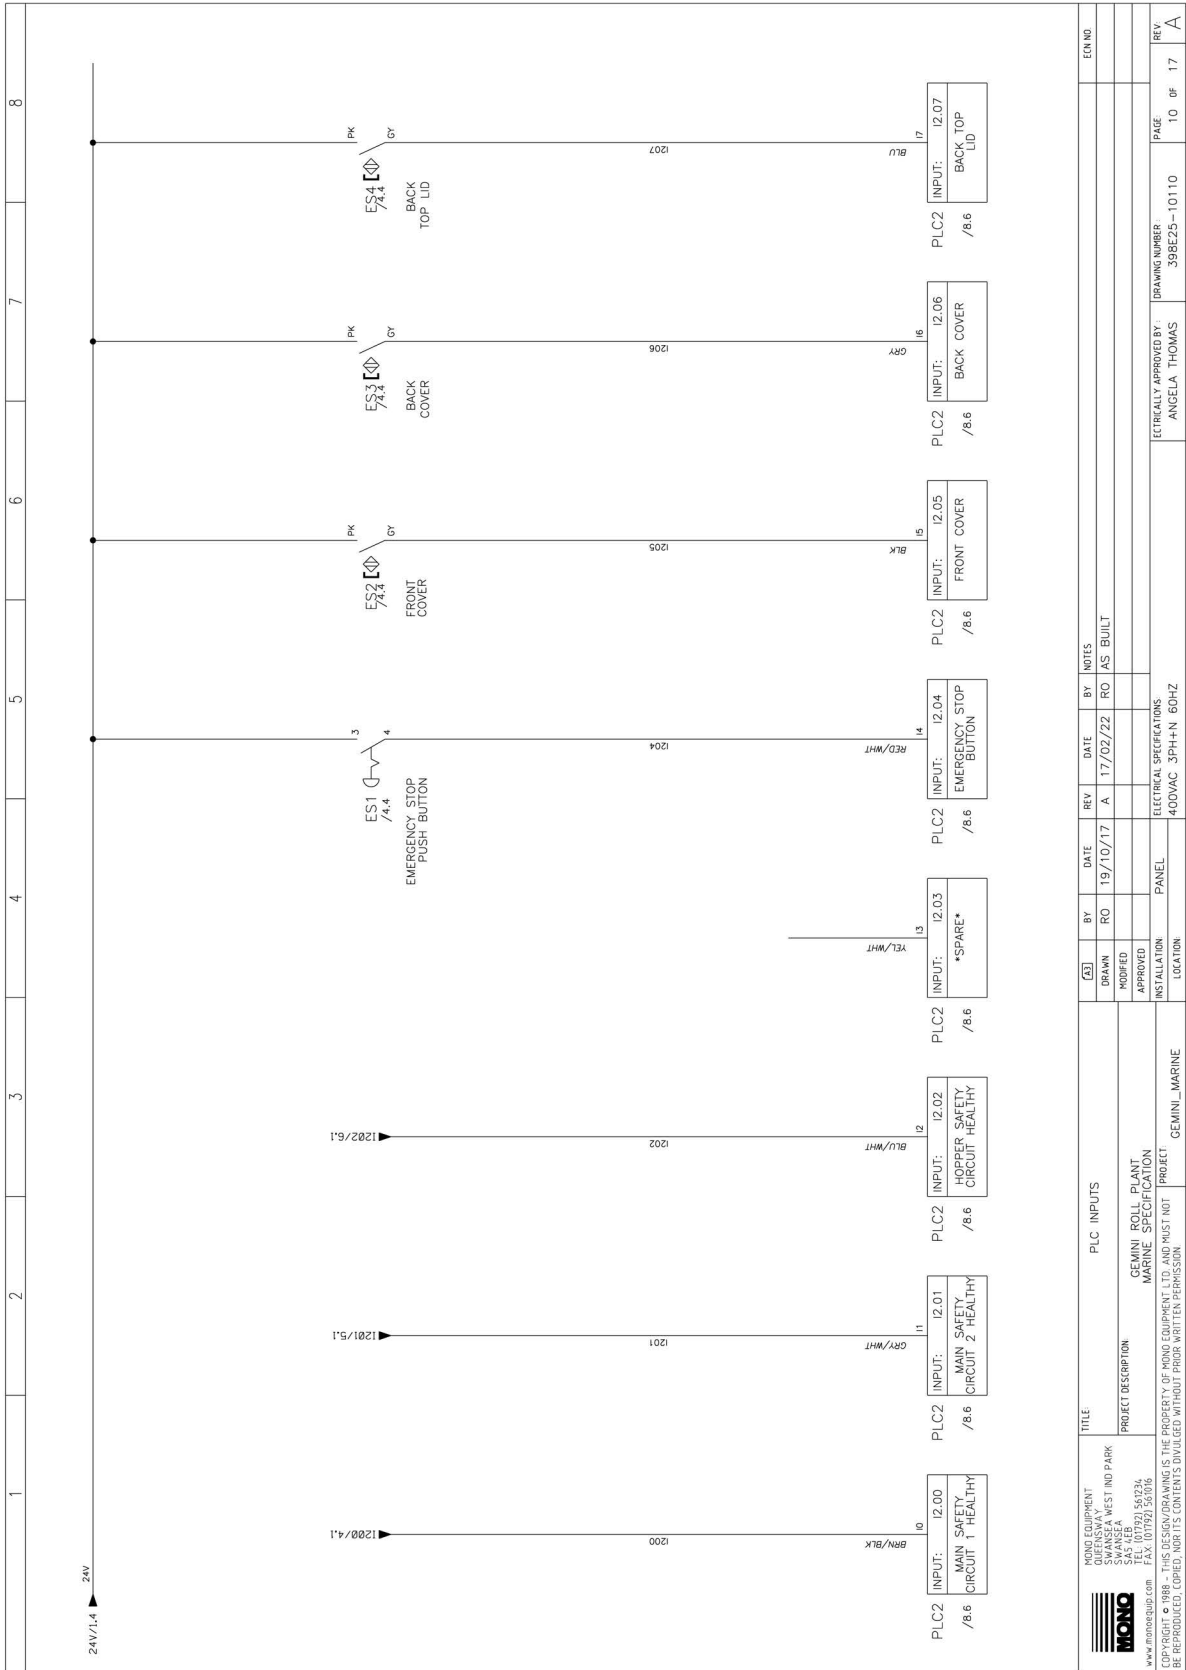 1 2 3 4 5 6 7 8
24V/1.4
24V
I200/4.1
I201/5.1
I202/6.1
ES1
/4.4
3
4
EMERGENCY STOP
PUSH BUTTON
ES2
/4.4
PK
GY
FRONT
COVER
ES3
/4.4
PK
GY
BACK
COVER
ES4
/4.4
PK
GY
BACK
TOP LID
I200
I201
I202
I204
I205
I206
I207
BRN/BLK
GRY/WHT
BLU/WHT
YEL/WHT
RED/WHT
BLK
GRY
BLU
I0
I1
I2
I3
I4
I5
I6
I7
PLC2
/8.6
INPUT: I2.00
MAIN SAFETY
CIRCUIT 1 HEALTHY
PLC2
/8.6
INPUT: I2.01
MAIN SAFETY
CIRCUIT 2 HEALTHY
PLC2
/8.6
INPUT: I2.02
HOPPER SAFETY
CIRCUIT HEALTHY
PLC2
/8.6
INPUT: I2.03
*SPARE*
PLC2
/8.6
INPUT: I2.04
EMERGENCY STOP
BUTTON
PLC2
/8.6
INPUT: I2.05
FRONT COVER
PLC2
/8.6
INPUT: I2.06
BACK COVER
PLC2
/8.6
INPUT: I2.07
BACK TOP
LID
MONO
MONO EQUIPMENT
QUEENSWAY
SWANSEA WEST IND PARK
SWANSEA
SA5 4EB
TEL: (01792) 561234
FAX: (01792) 561016
www.monoequip.com
COPYRIGHT © 1988 - THIS DESIGN/DRAWING IS THE PROPERTY OF MONO EQUIPMENT LTD. AND MUST NOT
BE REPRODUCED, COPIED, NOR ITS CONTENTS DIVULGED WITHOUT PRIOR WRITTEN PERMISSION.
TITLE:
PLC INPUTS
PROJECT DESCRIPTION:
GEMINI ROLL PLANT
MARINE SPECIFICATION
PROJECT:
GEMINI_MARINE
A3 BY DATE REV DATE BY NOTES ECN NO
DRAWN RO 19/10/17 A 17/02/22 RO AS BUILT
MODIFIED
APPROVED
INSTALLATION: PANEL
LOCATION:
ELECTRICAL SPECIFICATIONS
400VAC 3PH+N 60HZ
ECTRICALLY APPROVED BY:
ANGELA THOMAS
DRAWING NUMBER:
398E25-10110
PAGE:
10 OF 17
REV:
A